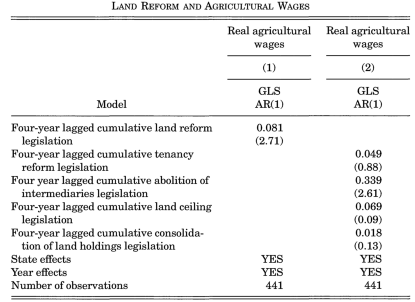 LAND REFORM AND AGRICULTURAL WAGES
Real agricultural wages Real agricultural wages
(1) (2)
Model GLS AR(1) GLS AR(1)
Four-year lagged cumulative land reform 0.081
legislation (2.71)
Four-year lagged cumulative tenancy 0.049
reform legislation (0.88)
Four year lagged cumulative abolition of 0.339
intermediaries legislation (2.61)
Four-year lagged cumulative land ceiling 0.069
legislation (0.09)
Four-year lagged cumulative consolida- 0.018
tion of land holdings legislation (0.13)
State effects YES YES
Year effects YES YES
Number of observations 441 441